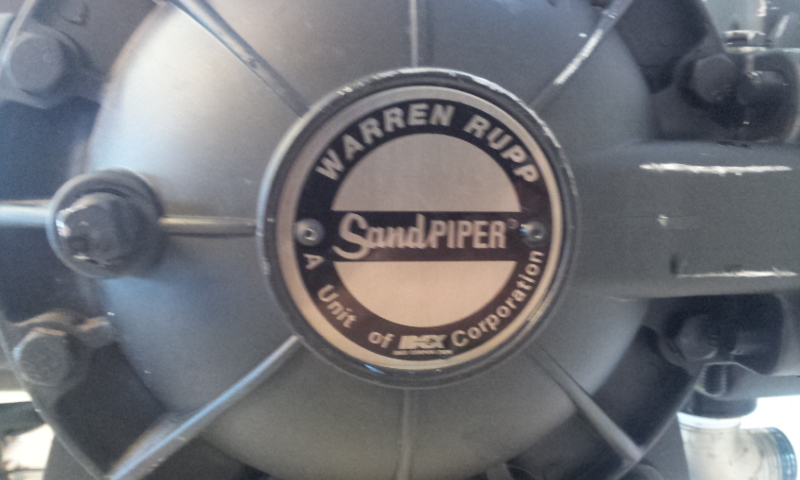 WARREN RUPP
SandPIPER®
A Unit of IDEX Corporation